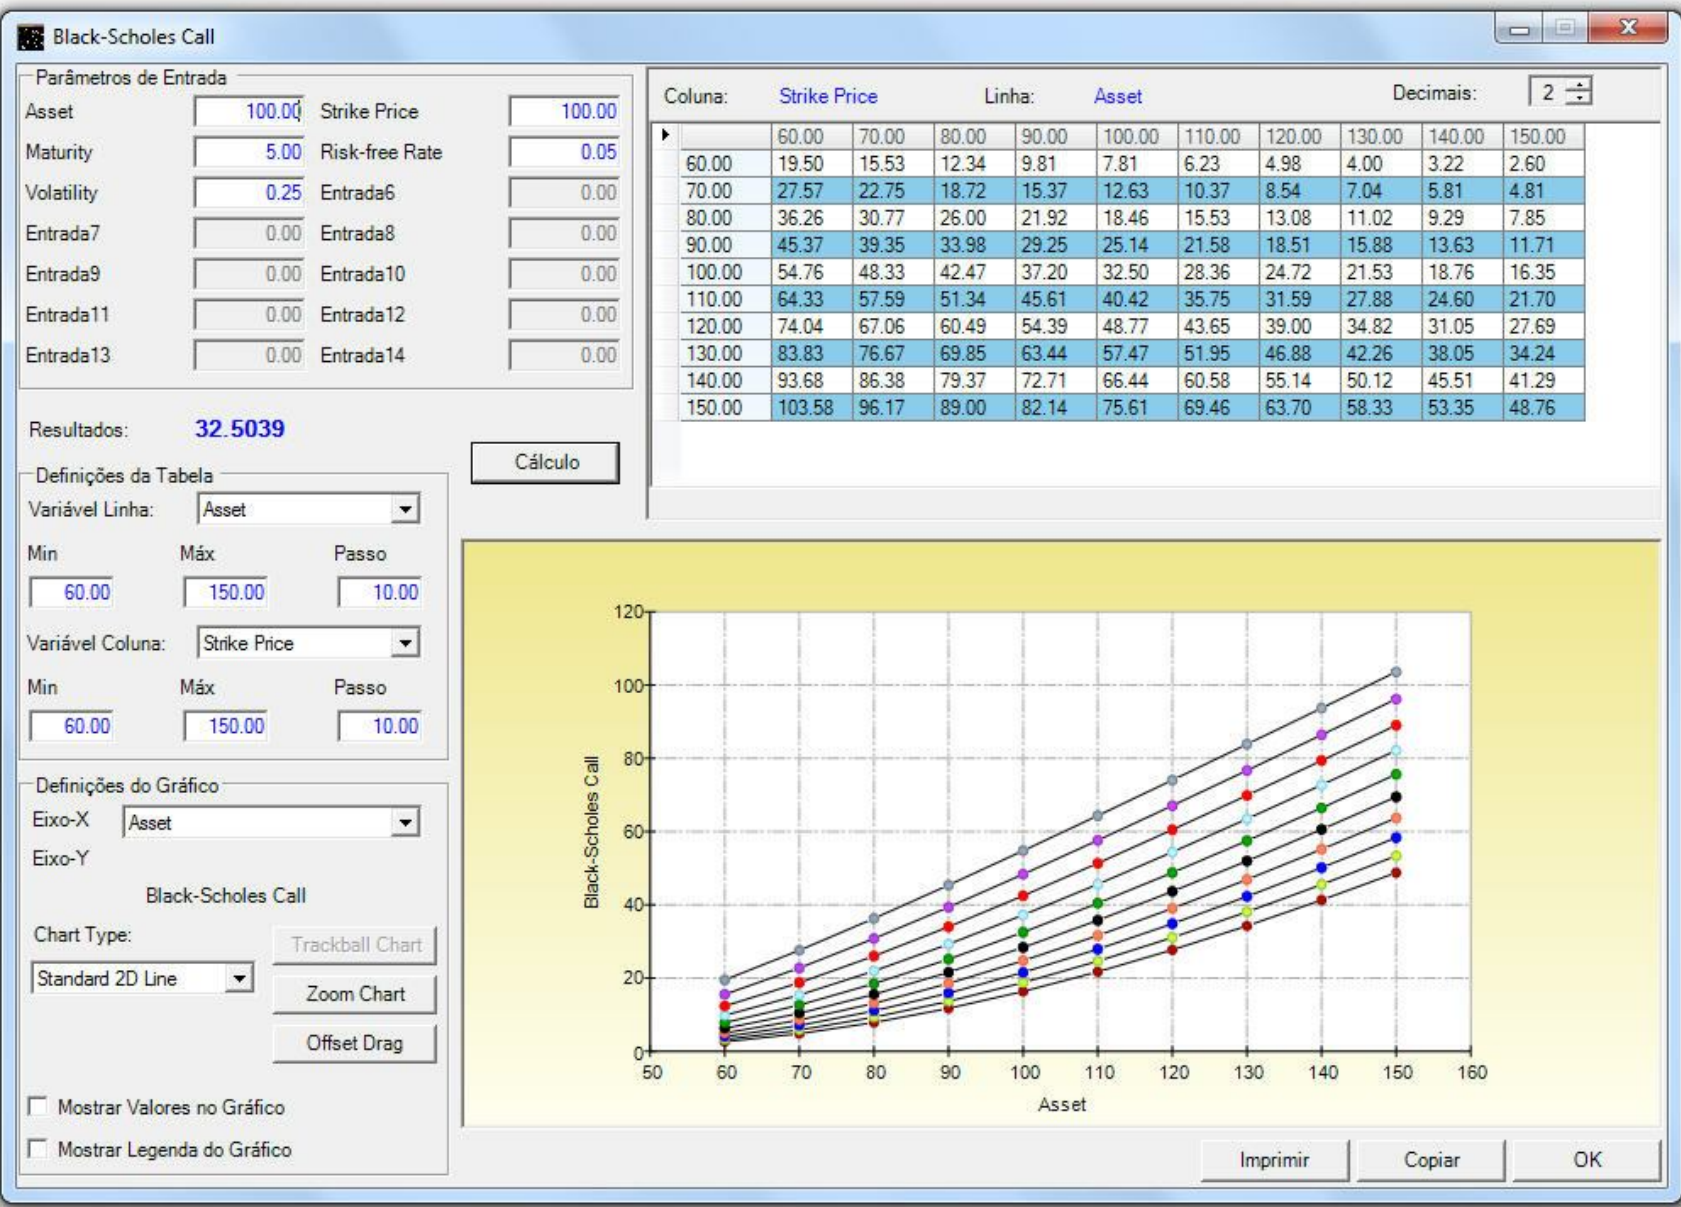 Black-Scholes Call
Parâmetros de Entrada
Asset 100.00 Strike Price 100.00
Maturity 5.00 Risk-free Rate 0.05
Volatility 0.25 Entrada6 0.00
Entrada7 0.00 Entrada8 0.00
Entrada9 0.00 Entrada10 0.00
Entrada11 0.00 Entrada12 0.00
Entrada13 0.00 Entrada14 0.00
Resultados: 32.5039
Cálculo
Definições da Tabela
Variável Linha: Asset
Min Máx Passo
60.00 150.00 10.00
Variável Coluna: Strike Price
Min Máx Passo
60.00 150.00 10.00
Definições do Gráfico
Eixo-X Asset
Eixo-Y
Black-Scholes Call
Chart Type:
Trackball Chart
Standard 2D Line
Zoom Chart
Offset Drag
Mostrar Valores no Gráfico
Mostrar Legenda do Gráfico
Coluna: Strike Price Linha: Asset Decimais: 2
60.00 70.00 80.00 90.00 100.00 110.00 120.00 130.00 140.00 150.00
60.00 19.50 15.53 12.34 9.81 7.81 6.23 4.98 4.00 3.22 2.60
70.00 27.57 22.75 18.72 15.37 12.63 10.37 8.54 7.04 5.81 4.81
80.00 36.26 30.77 26.00 21.92 18.46 15.53 13.08 11.02 9.29 7.85
90.00 45.37 39.35 33.98 29.25 25.14 21.58 18.51 15.88 13.63 11.71
100.00 54.76 48.33 42.47 37.20 32.50 28.36 24.72 21.53 18.76 16.35
110.00 64.33 57.59 51.34 45.61 40.42 35.75 31.59 27.88 24.60 21.70
120.00 74.04 67.06 60.49 54.39 48.77 43.65 39.00 34.82 31.05 27.69
130.00 83.83 76.67 69.85 63.44 57.47 51.95 46.88 42.26 38.05 34.24
140.00 93.68 86.38 79.37 72.71 66.44 60.58 55.14 50.12 45.51 41.29
150.00 103.58 96.17 89.00 82.14 75.61 69.46 63.70 58.33 53.35 48.76
120
100
80
60
40
20
0
Black-Scholes Call
50 60 70 80 90 100 110 120 130 140 150 160
Asset
Imprimir Copiar OK